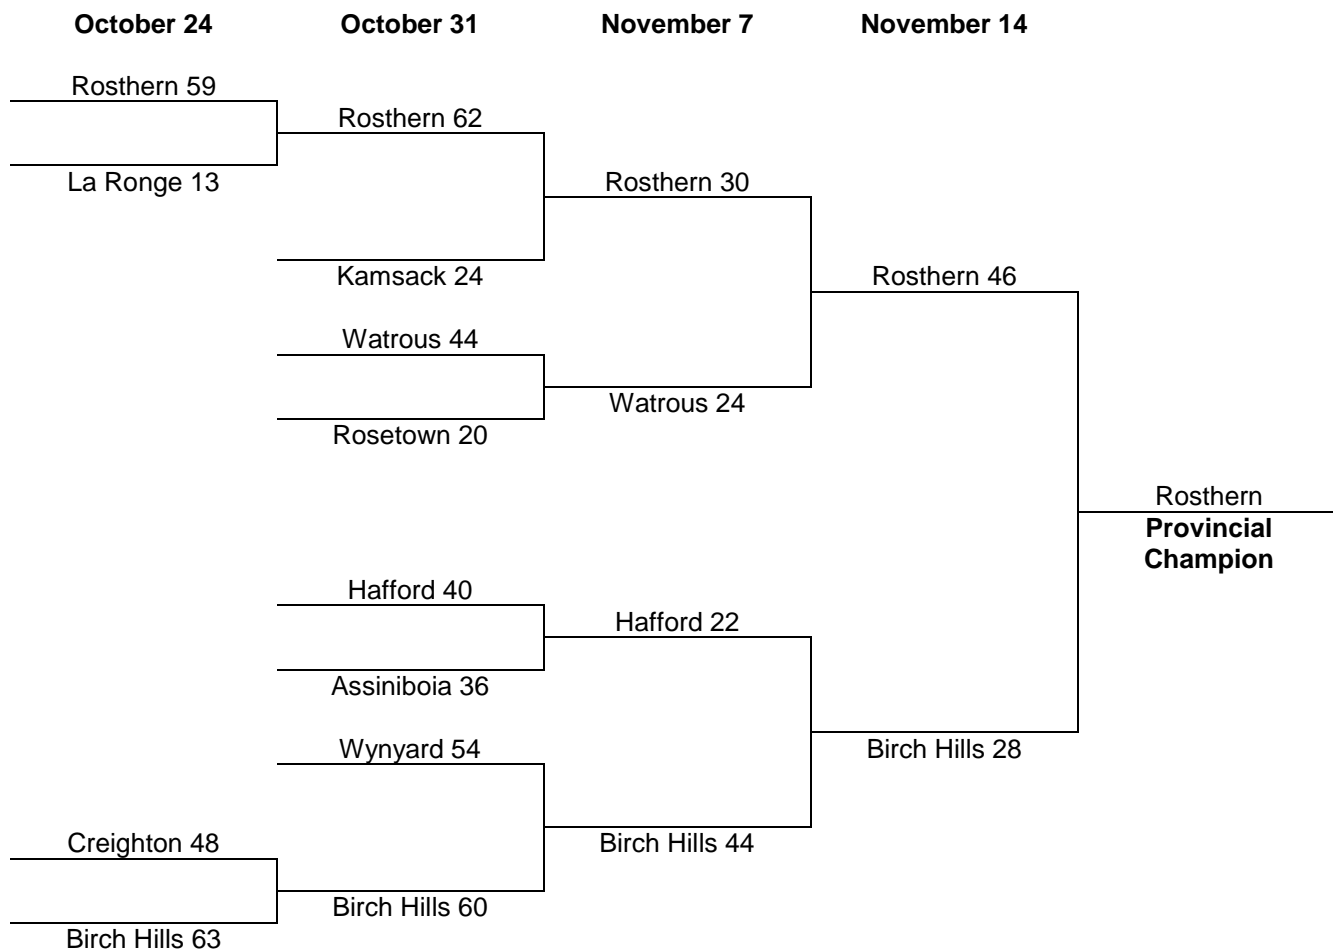 October 24
October 31
November 7
November 14
Rosthern 59
Rosthern 62
La Ronge 13
Rosthern 30
Kamsack 24
Rosthern 46
Watrous 44
Watrous 24
Rosetown 20
Rosthern
Provincial
Champion
Hafford 40
Hafford 22
Assiniboia 36
Wynyard 54
Birch Hills 28
Creighton 48
Birch Hills 44
Birch Hills 60
Birch Hills 63